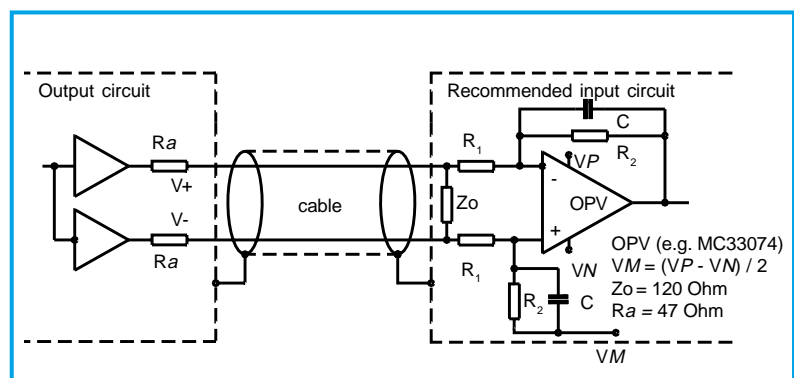 Output circuit
Recommended input circuit
Ra
V+
V-
Ra
cable
Zo
R1
R1
C
R2
VP
-
OPV
+
VN
R2
C
VM
OPV (e.g. MC33074)
VM = (VP - VN) / 2
Zo = 120 Ohm
Ra = 47 Ohm